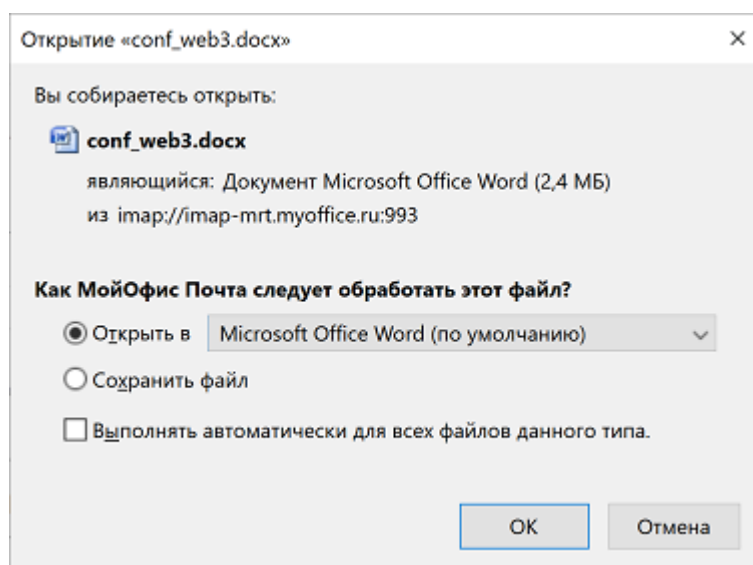 Открытие «conf_web3.docx»
Вы собираетесь открыть:
conf_web3.docx
являющийся: Документ Microsoft Office Word (2,4 МБ)
из imap://imap-mrt.myoffice.ru:993
Как МойОфис Почта следует обработать этот файл?
Открыть в Microsoft Office Word (по умолчанию)
Сохранить файл
Выполнять автоматически для всех файлов данного типа.
ОК Отмена